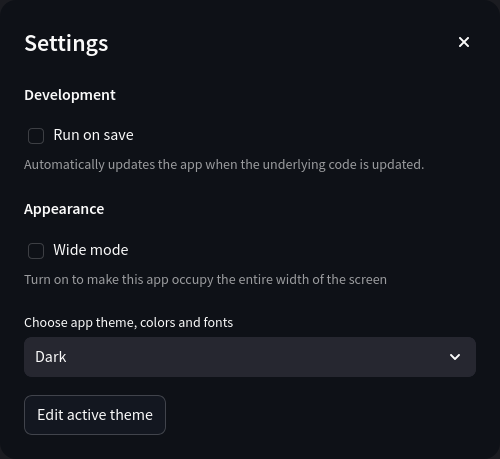 Settings
Development
Run on save
Automatically updates the app when the underlying code is updated.
Appearance
Wide mode
Turn on to make this app occupy the entire width of the screen
Choose app theme, colors and fonts
Dark
Edit active theme